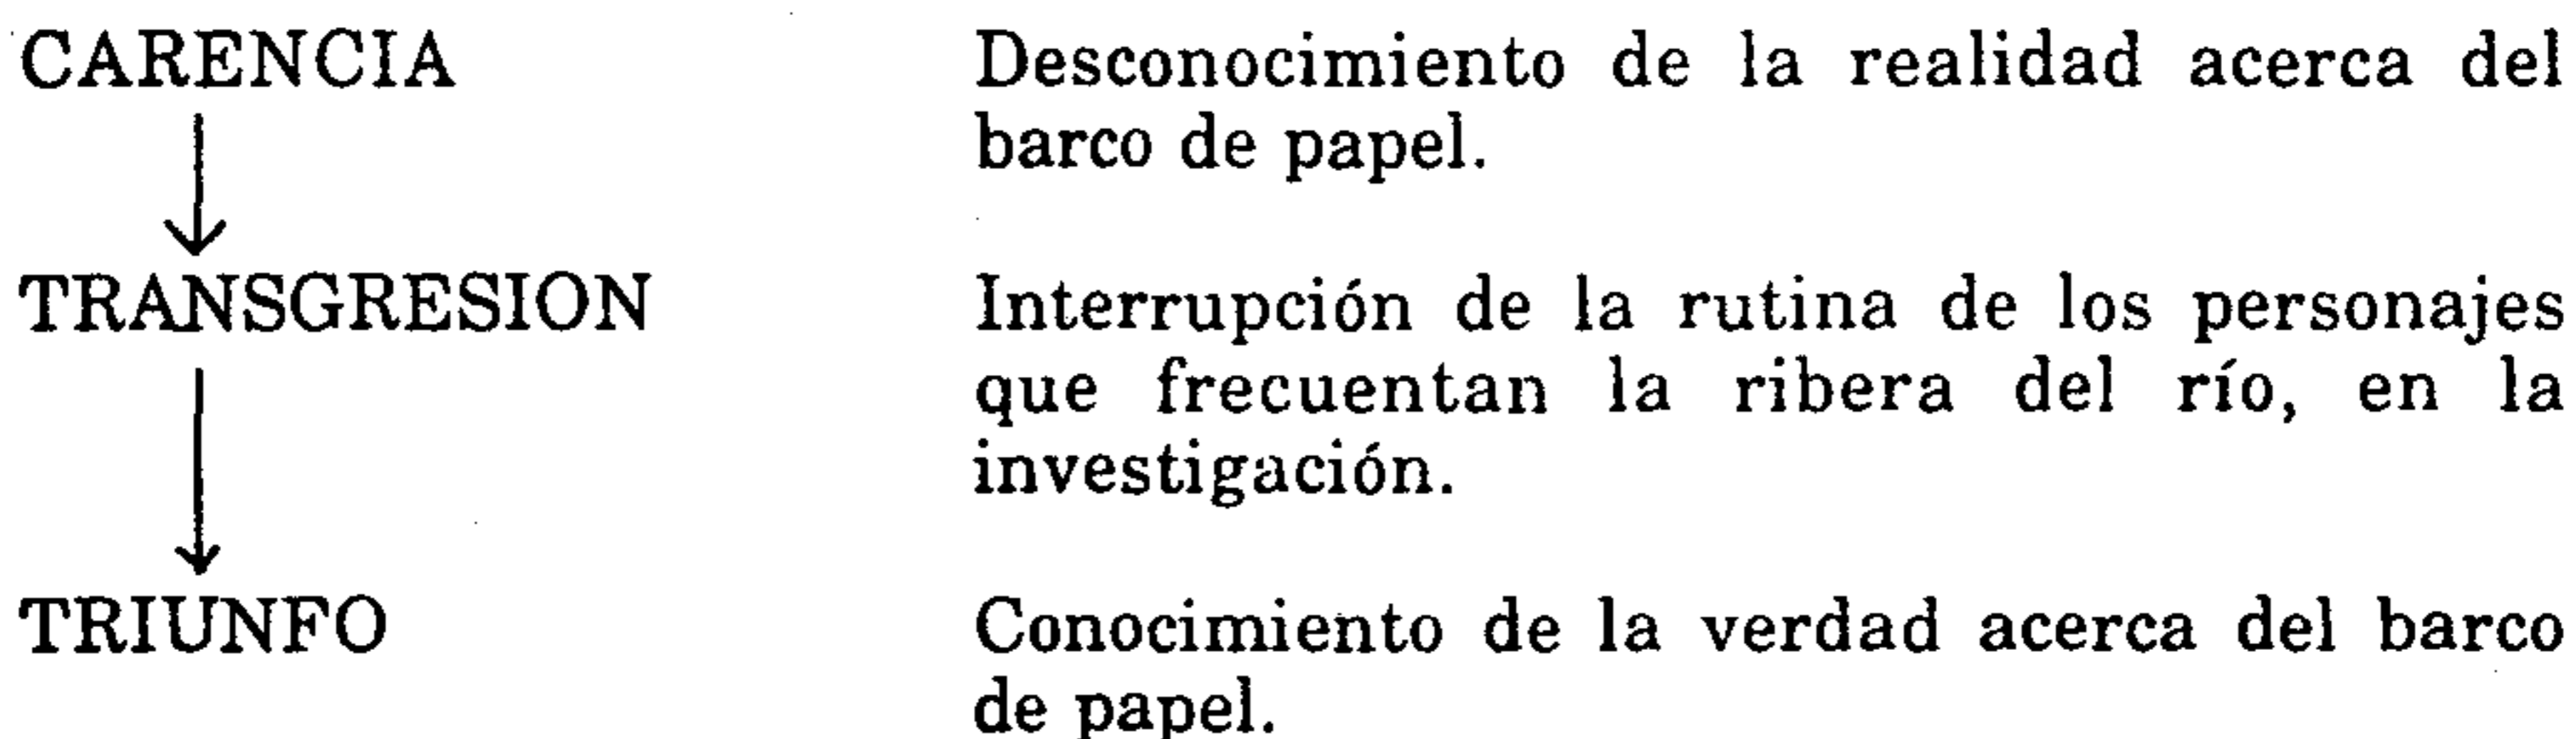 CARENCIA
Desconocimiento de la realidad acerca del
barco de papel.
TRANSGRESION
Interrupción de la rutina de los personajes
que frecuentan la ribera del río, en la
investigación.
TRIUNFO
Conocimiento de la verdad acerca del barco
de papel.